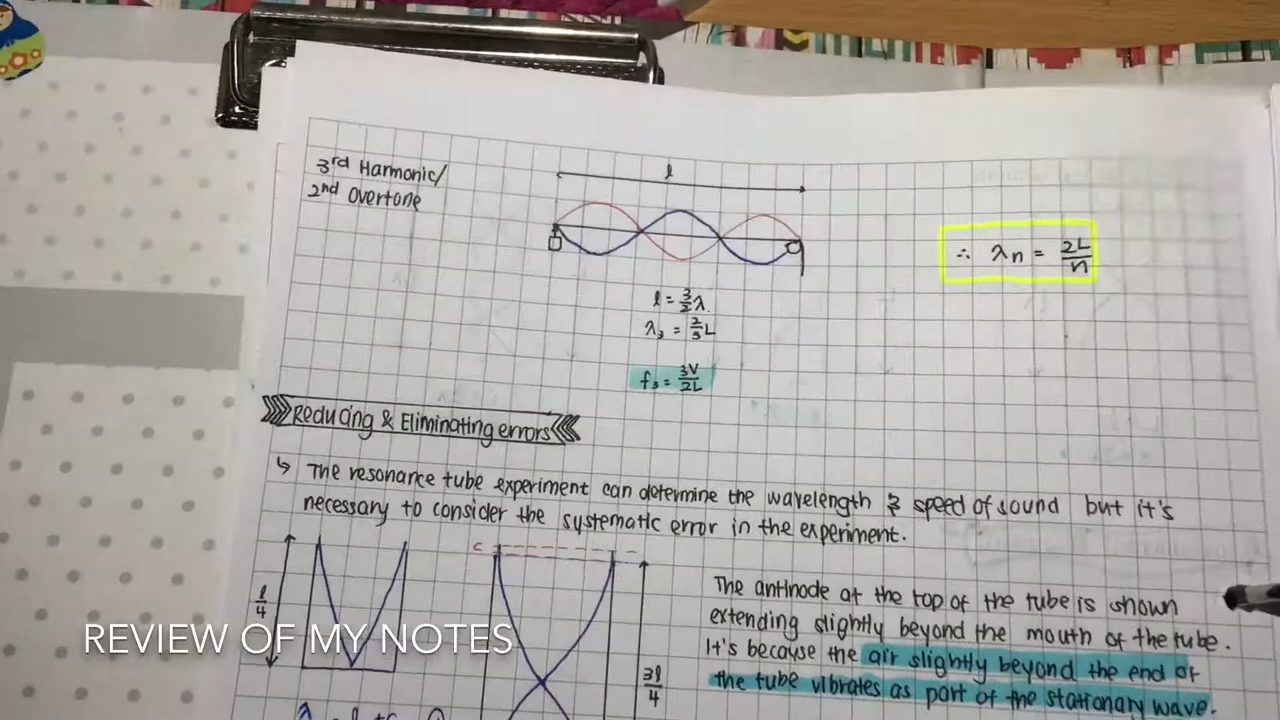 3rd Harmonic/
2nd Overtone
l
l = 3/2 λ
λ₃ = 2/3 L
f₃ = 3V/2L
∴ λn = 2L/n
Reducing & Eliminating errors
↳ The resonance tube experiment can determine the wavelength & speed of sound but it's
necessary to consider the systematic error in the experiment.
c
l/4
3l/4
The antinode at the top of the tube is shown
extending slightly beyond the mouth of the tube.
It's because the air slightly beyond the end of
the tube vibrates as part of the stationary wave.
REVIEW OF MY NOTES